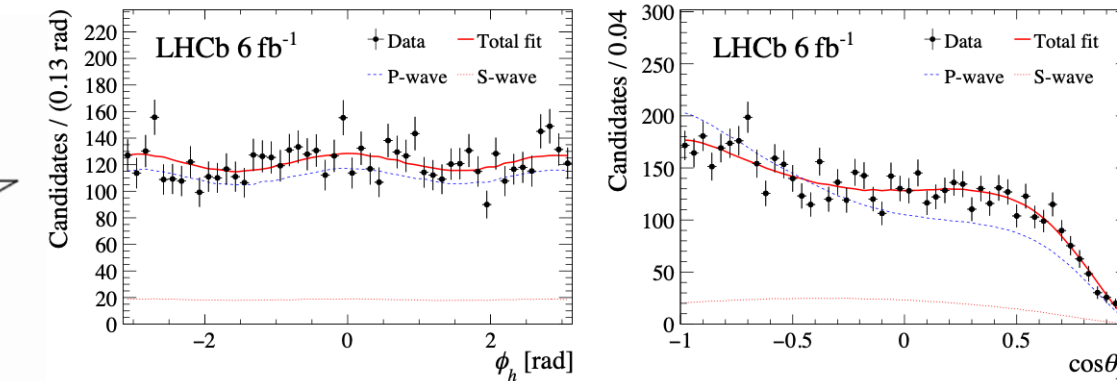 Candidates / (0.13 rad)
220
200
180
160
140
120
100
80
60
40
20
0
LHCb 6 fb⁻¹
Data
Total fit
P-wave
S-wave
−2
0
2
ϕ_h [rad]
Candidates / 0.04
300
250
200
150
100
50
0
LHCb 6 fb⁻¹
Data
Total fit
P-wave
S-wave
−1
−0.5
0
0.5
cosθ